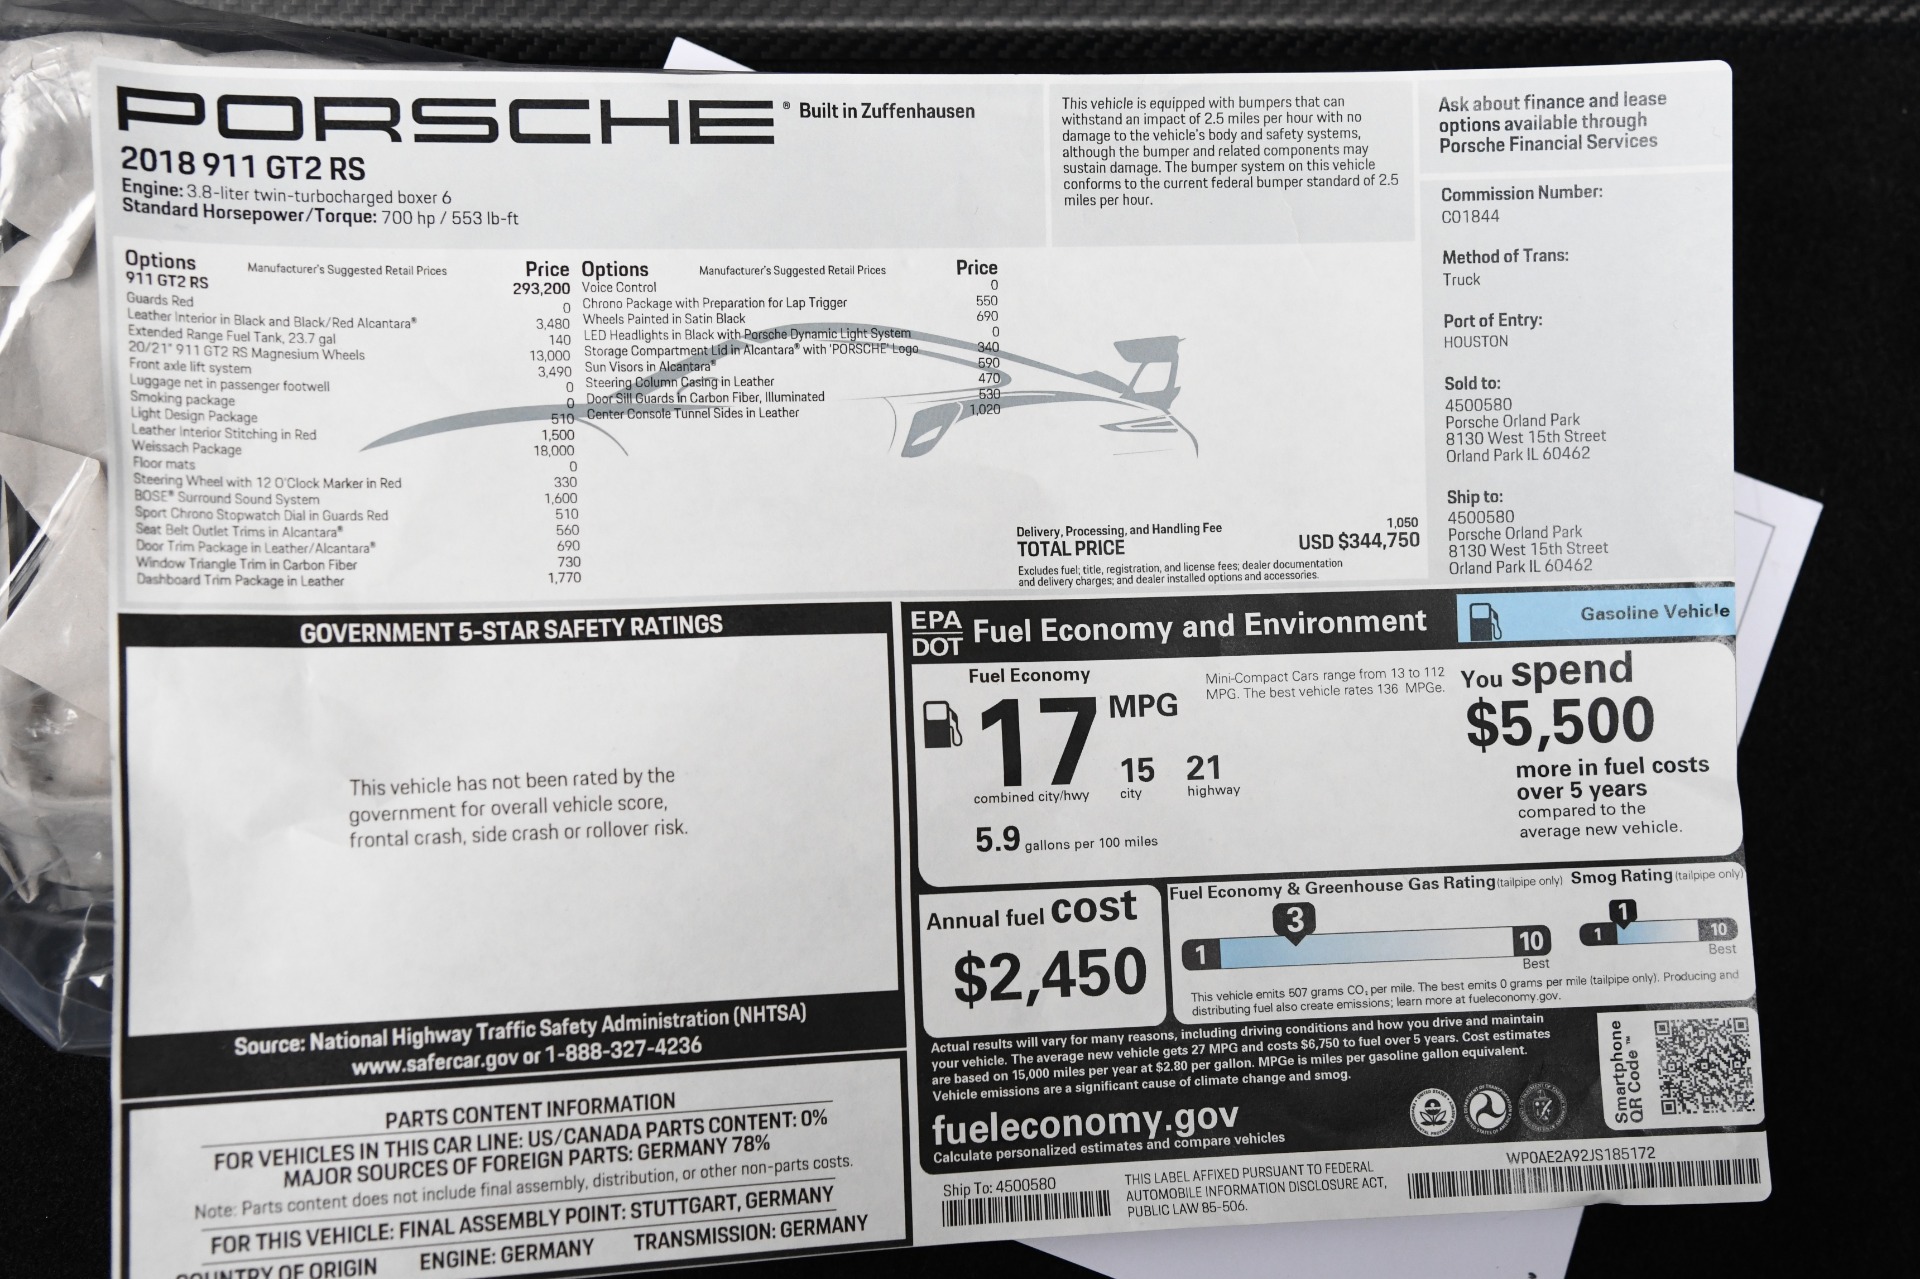 PORSCHE® Built in Zuffenhausen
2018 911 GT2 RS
Engine: 3.8-liter twin-turbocharged boxer 6
Standard Horsepower/Torque: 700 hp / 553 lb-ft
This vehicle is equipped with bumpers that can
withstand an impact of 2.5 miles per hour with no
damage to the vehicle's body and safety systems,
although the bumper and related components may
sustain damage. The bumper system on this vehicle
conforms to the current federal bumper standard of 2.5
miles per hour.
Ask about finance and lease
options available through
Porsche Financial Services
Commission Number:
C01844
Method of Trans:
Truck
Port of Entry:
HOUSTON
Sold to:
4500580
Porsche Orland Park
8130 West 15th Street
Orland Park IL 60462
Ship to:
4500580
Porsche Orland Park
8130 West 15th Street
Orland Park IL 60462
Options Manufacturer's Suggested Retail Prices Price
911 GT2 RS 293,200
Guards Red 0
Leather Interior in Black and Black/Red Alcantara® 3,480
Extended Range Fuel Tank, 23.7 gal 140
20/21" 911 GT2 RS Magnesium Wheels 13,000
Front axle lift system 3,490
Luggage net in passenger footwell 0
Smoking package 0
Light Design Package 510
Leather Interior Stitching in Red 1,500
Weissach Package 18,000
Floor mats 0
Steering Wheel with 12 O'Clock Marker in Red 330
BOSE® Surround Sound System 1,600
Sport Chrono Stopwatch Dial in Guards Red 510
Seat Belt Outlet Trims in Alcantara® 560
Door Trim Package in Leather/Alcantara® 690
Window Triangle Trim in Carbon Fiber 730
Dashboard Trim Package in Leather 1,770
Options Manufacturer's Suggested Retail Prices Price
Voice Control 0
Chrono Package with Preparation for Lap Trigger 550
Wheels Painted in Satin Black 690
LED Headlights in Black with Porsche Dynamic Light System 0
Storage Compartment Lid in Alcantara® with 'PORSCHE' Logo 340
Sun Visors in Alcantara® 590
Steering Column Casing in Leather 470
Door Sill Guards in Carbon Fiber, Illuminated 530
Center Console Tunnel Sides in Leather 1,020
Delivery, Processing, and Handling Fee 1,050
TOTAL PRICE USD $344,750
Excludes fuel; title, registration, and license fees; dealer documentation
and delivery charges; and dealer installed options and accessories.
GOVERNMENT 5-STAR SAFETY RATINGS
This vehicle has not been rated by the
government for overall vehicle score,
frontal crash, side crash or rollover risk.
Source: National Highway Traffic Safety Administration (NHTSA)
www.safercar.gov or 1-888-327-4236
PARTS CONTENT INFORMATION
FOR VEHICLES IN THIS CAR LINE: US/CANADA PARTS CONTENT: 0%
MAJOR SOURCES OF FOREIGN PARTS: GERMANY 78%
Note: Parts content does not include final assembly, distribution, or other non-parts costs.
FOR THIS VEHICLE: FINAL ASSEMBLY POINT: STUTTGART, GERMANY
COUNTRY OF ORIGIN ENGINE: GERMANY TRANSMISSION: GERMANY
EPA
DOT
Fuel Economy and Environment
Gasoline Vehicle
Fuel Economy
17 MPG
combined city/hwy
15
city
21
highway
5.9 gallons per 100 miles
Mini-Compact Cars range from 13 to 112
MPG. The best vehicle rates 136 MPGe.
You spend
$5,500
more in fuel costs
over 5 years
compared to the
average new vehicle.
Annual fuel cost
$2,450
Fuel Economy & Greenhouse Gas Rating (tailpipe only)
3
1
10
Best
Smog Rating (tailpipe only)
1
1
10
Best
This vehicle emits 507 grams CO₂ per mile. The best emits 0 grams per mile (tailpipe only). Producing and
distributing fuel also create emissions; learn more at fueleconomy.gov.
Actual results will vary for many reasons, including driving conditions and how you drive and maintain
your vehicle. The average new vehicle gets 27 MPG and costs $6,750 to fuel over 5 years. Cost estimates
are based on 15,000 miles per year at $2.80 per gallon. MPGe is miles per gasoline gallon equivalent.
Vehicle emissions are a significant cause of climate change and smog.
fueleconomy.gov
Calculate personalized estimates and compare vehicles
Smartphone
QR Code™
Ship To: 4500580
THIS LABEL AFFIXED PURSUANT TO FEDERAL
AUTOMOBILE INFORMATION DISCLOSURE ACT,
PUBLIC LAW 85-506.
WP0AE2A92JS185172